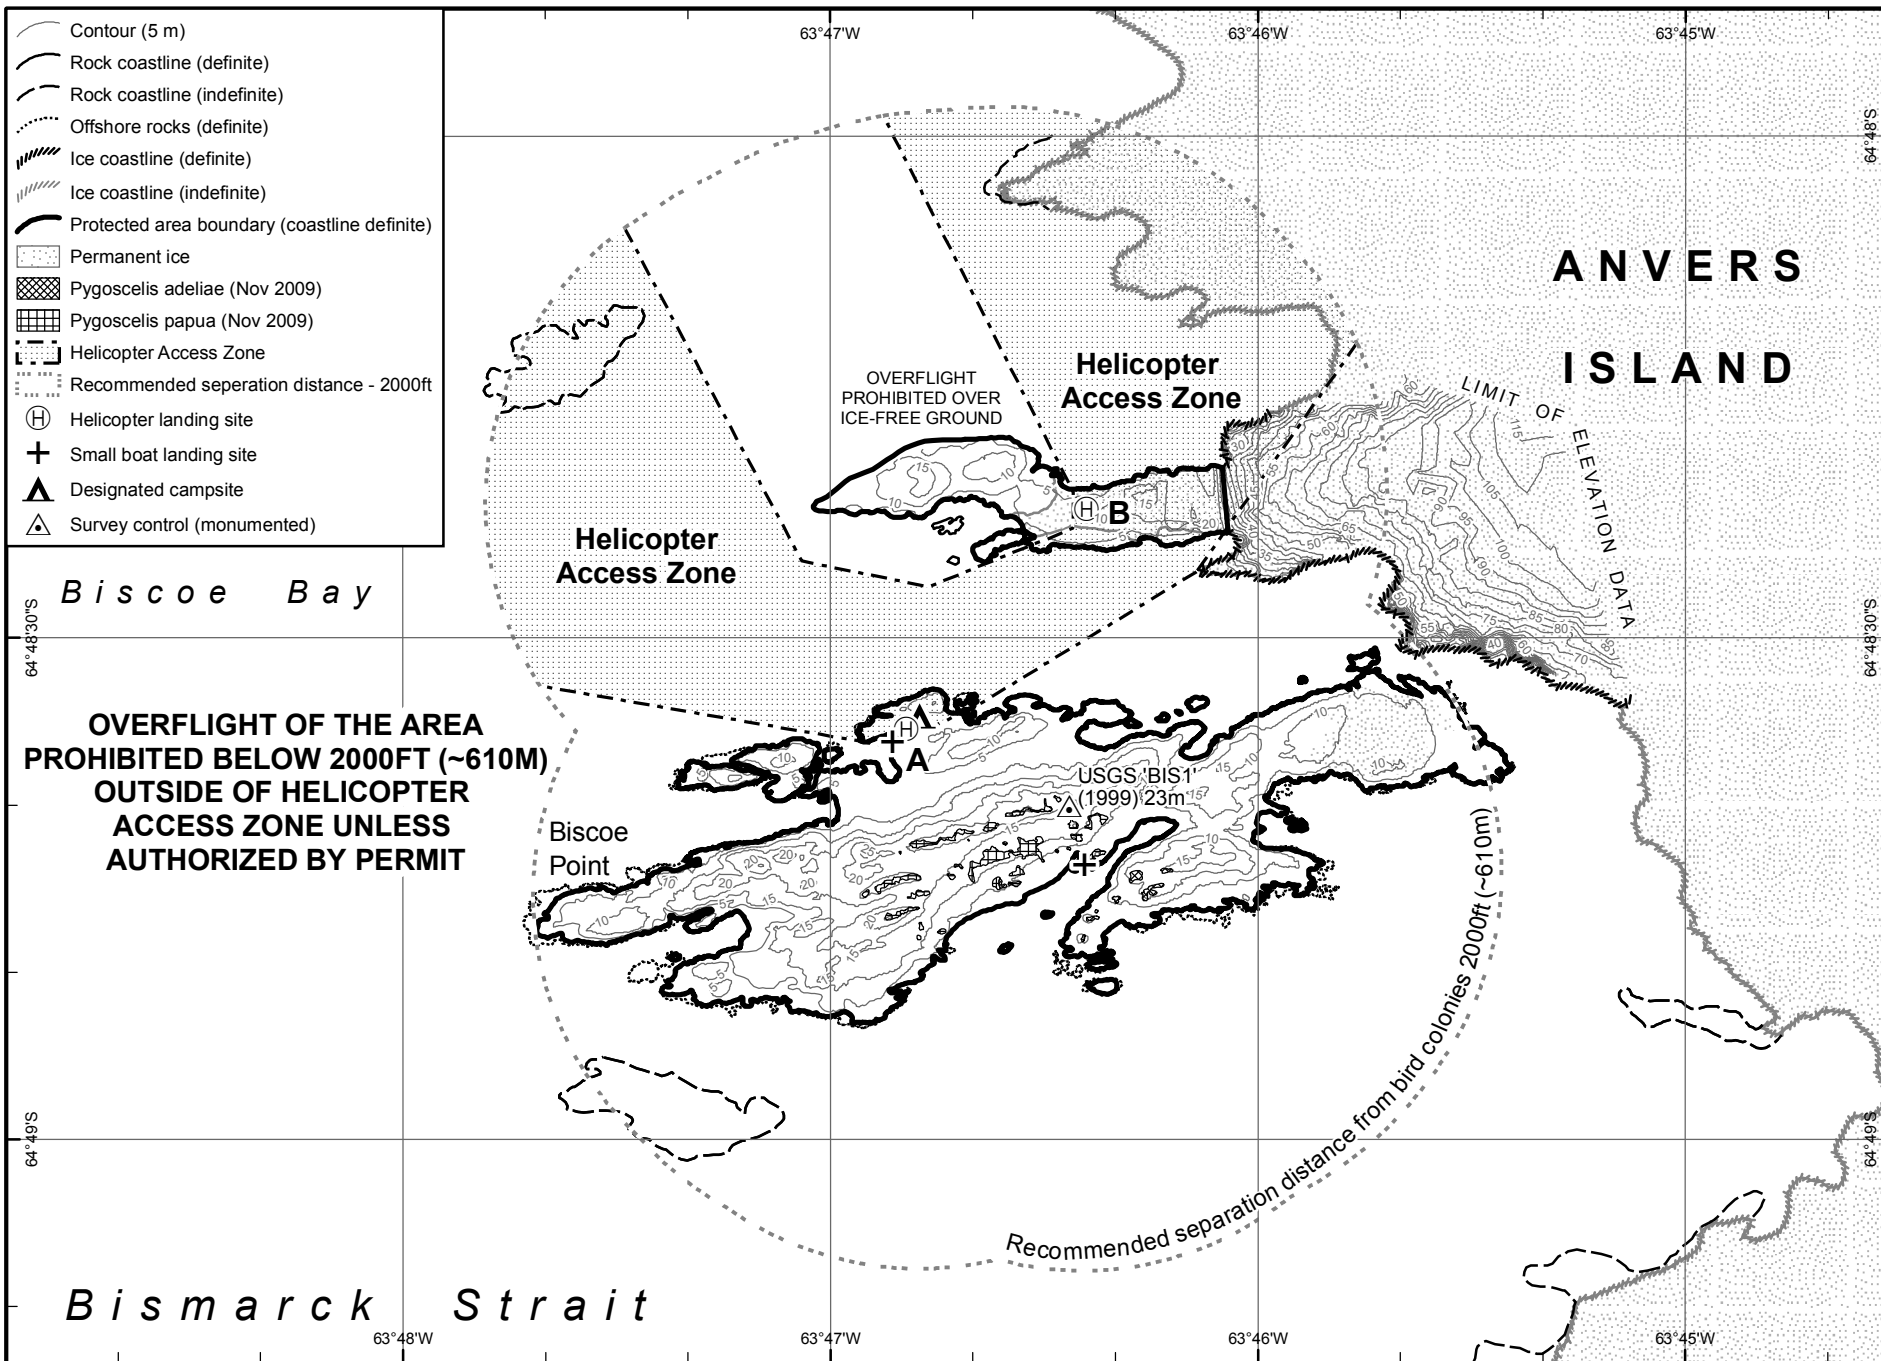 Contour (5 m)
Rock coastline (definite)
Rock coastline (indefinite)
Offshore rocks (definite)
Ice coastline (definite)
Ice coastline (indefinite)
Protected area boundary (coastline definite)
Permanent ice
Pygoscelis adeliae (Nov 2009)
Pygoscelis papua (Nov 2009)
Helicopter Access Zone
Recommended seperation distance - 2000ft
Helicopter landing site
Small boat landing site
Designated campsite
Survey control (monumented)
63°47'W
63°46'W
63°45'W
64°48'S
ANVERS
ISLAND
LIMIT OF ELEVATION DATA
Helicopter
Access Zone
OVERFLIGHT
PROHIBITED OVER
ICE-FREE GROUND
H B
Helicopter
Access Zone
Biscoe Bay
64°48'30"S
64°48'30"S
OVERFLIGHT OF THE AREA
PROHIBITED BELOW 2000FT (~610M)
OUTSIDE OF HELICOPTER
ACCESS ZONE UNLESS
AUTHORIZED BY PERMIT
H
A
USGS 'BIS1'
(1999) 23m
Biscoe
Point
Recommended separation distance from bird colonies 2000ft (~610m)
64°49'S
64°49'S
Bismarck Strait
63°48'W
63°47'W
63°46'W
63°45'W